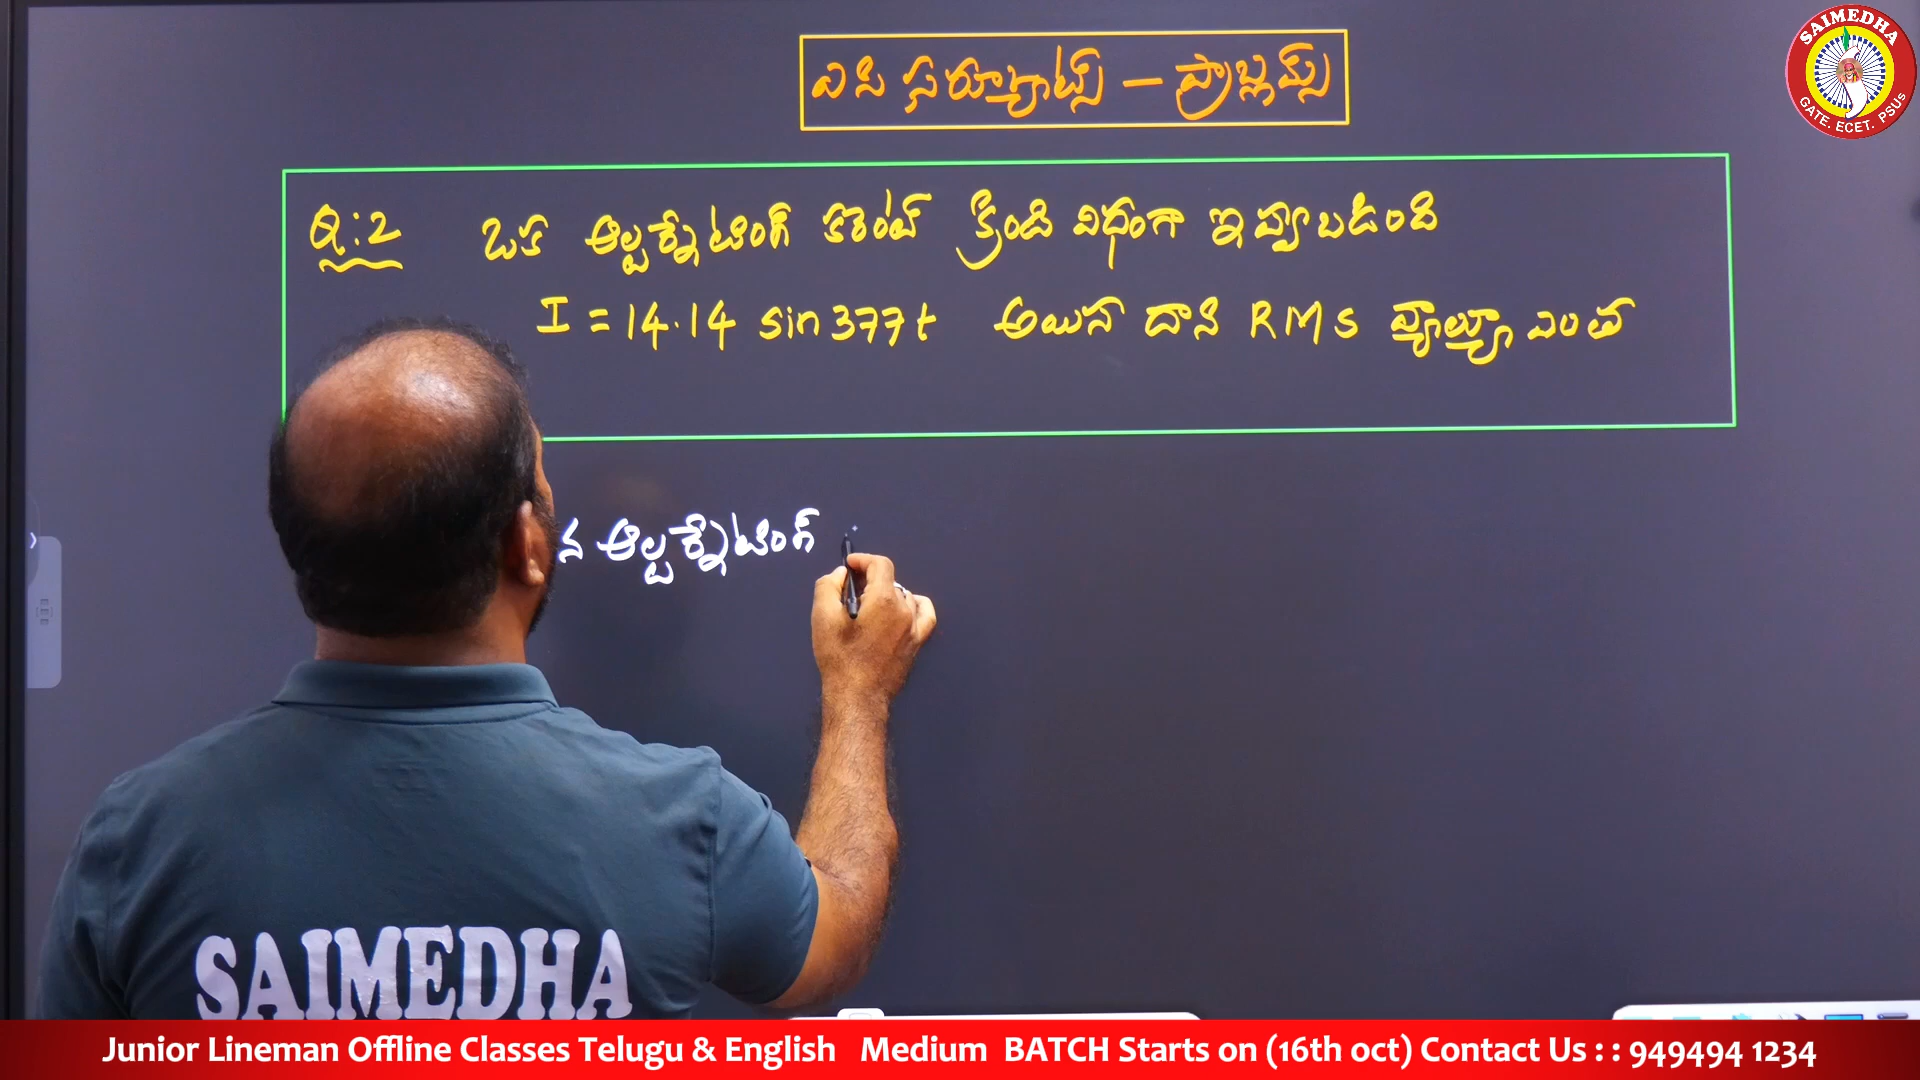 ఏసి సర్క్యూట్స్ – ప్రాబ్లమ్స్
SAIMEDHA
GATE. ECET. PSUs
Q:2 ఒక ఆల్టర్నేటింగ్ కరెంట్ క్రింది విధంగా ఇవ్వాబడింది
I = 14.14 sin 377t అయిన దాని RMS వ్యాల్యూ ఎంత
న ఆల్టర్నేటింగ్
SAIMEDHA
Junior Lineman Offline Classes Telugu & English Medium BATCH Starts on (16th oct) Contact Us : : 949494 1234